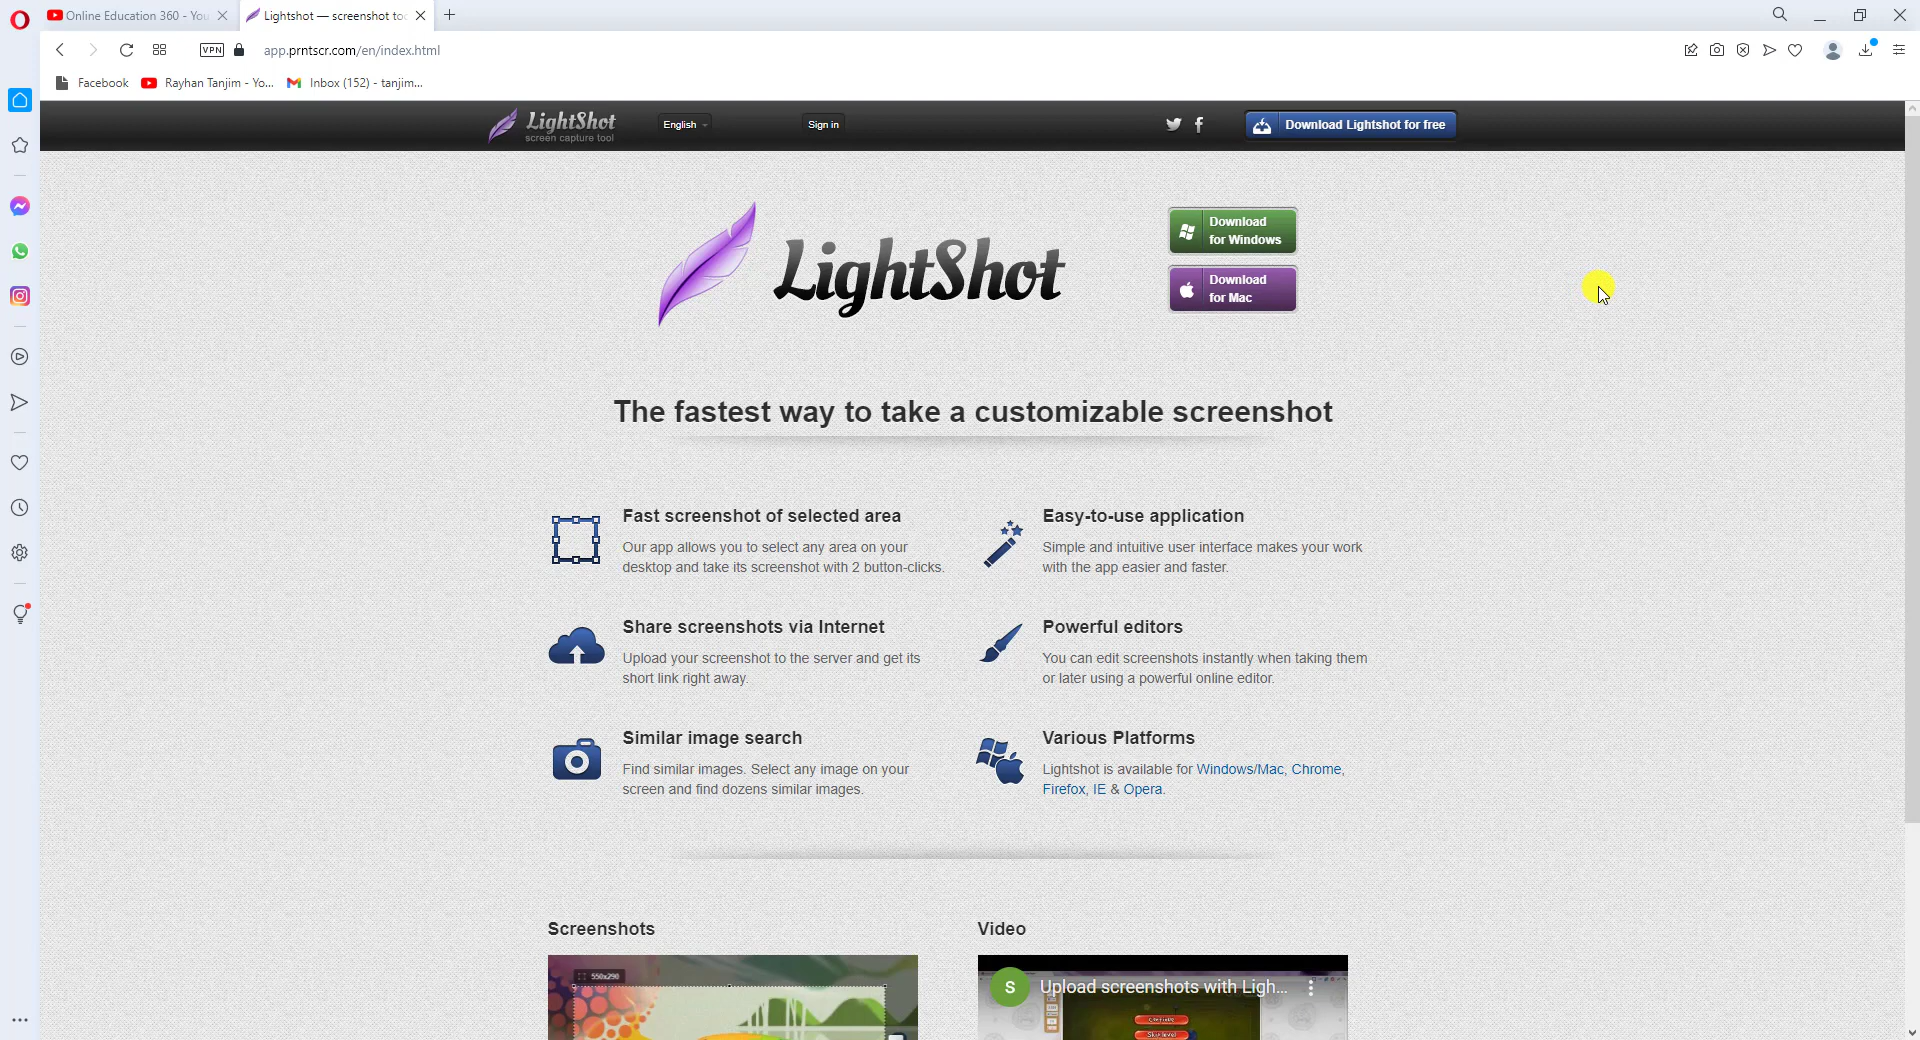 Online Education 360 - You
Lightshot — screenshot to
VPN
app.prntscr.com/en/index.html
Facebook
Rayhan Tanjim - Yo...
Inbox (152) - tanjim...
LightShot
screen capture tool
English
Sign in
Download Lightshot for free
LightShot
Download
for Windows
Download
for Mac
The fastest way to take a customizable screenshot
Fast screenshot of selected area
Our app allows you to select any area on your
desktop and take its screenshot with 2 button-clicks.
Easy-to-use application
Simple and intuitive user interface makes your work
with the app easier and faster.
Share screenshots via Internet
Upload your screenshot to the server and get its
short link right away.
Powerful editors
You can edit screenshots instantly when taking them
or later using a powerful online editor.
Similar image search
Find similar images. Select any image on your
screen and find dozens similar images.
Various Platforms
Lightshot is available for Windows/Mac, Chrome,
Firefox, IE & Opera.
Screenshots
Video
550x290
S
Upload screenshots with Ligh...